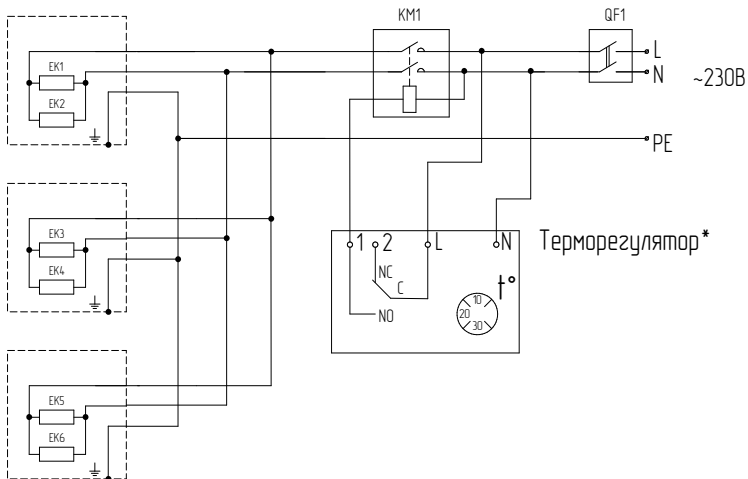 KM1
QF1
EK1
EK2
L
N
~230В
PE
EK3
EK4
1
2
L
N
Терморегулятор*
NC
C
t°
10
20
30
NO
EK5
EK6